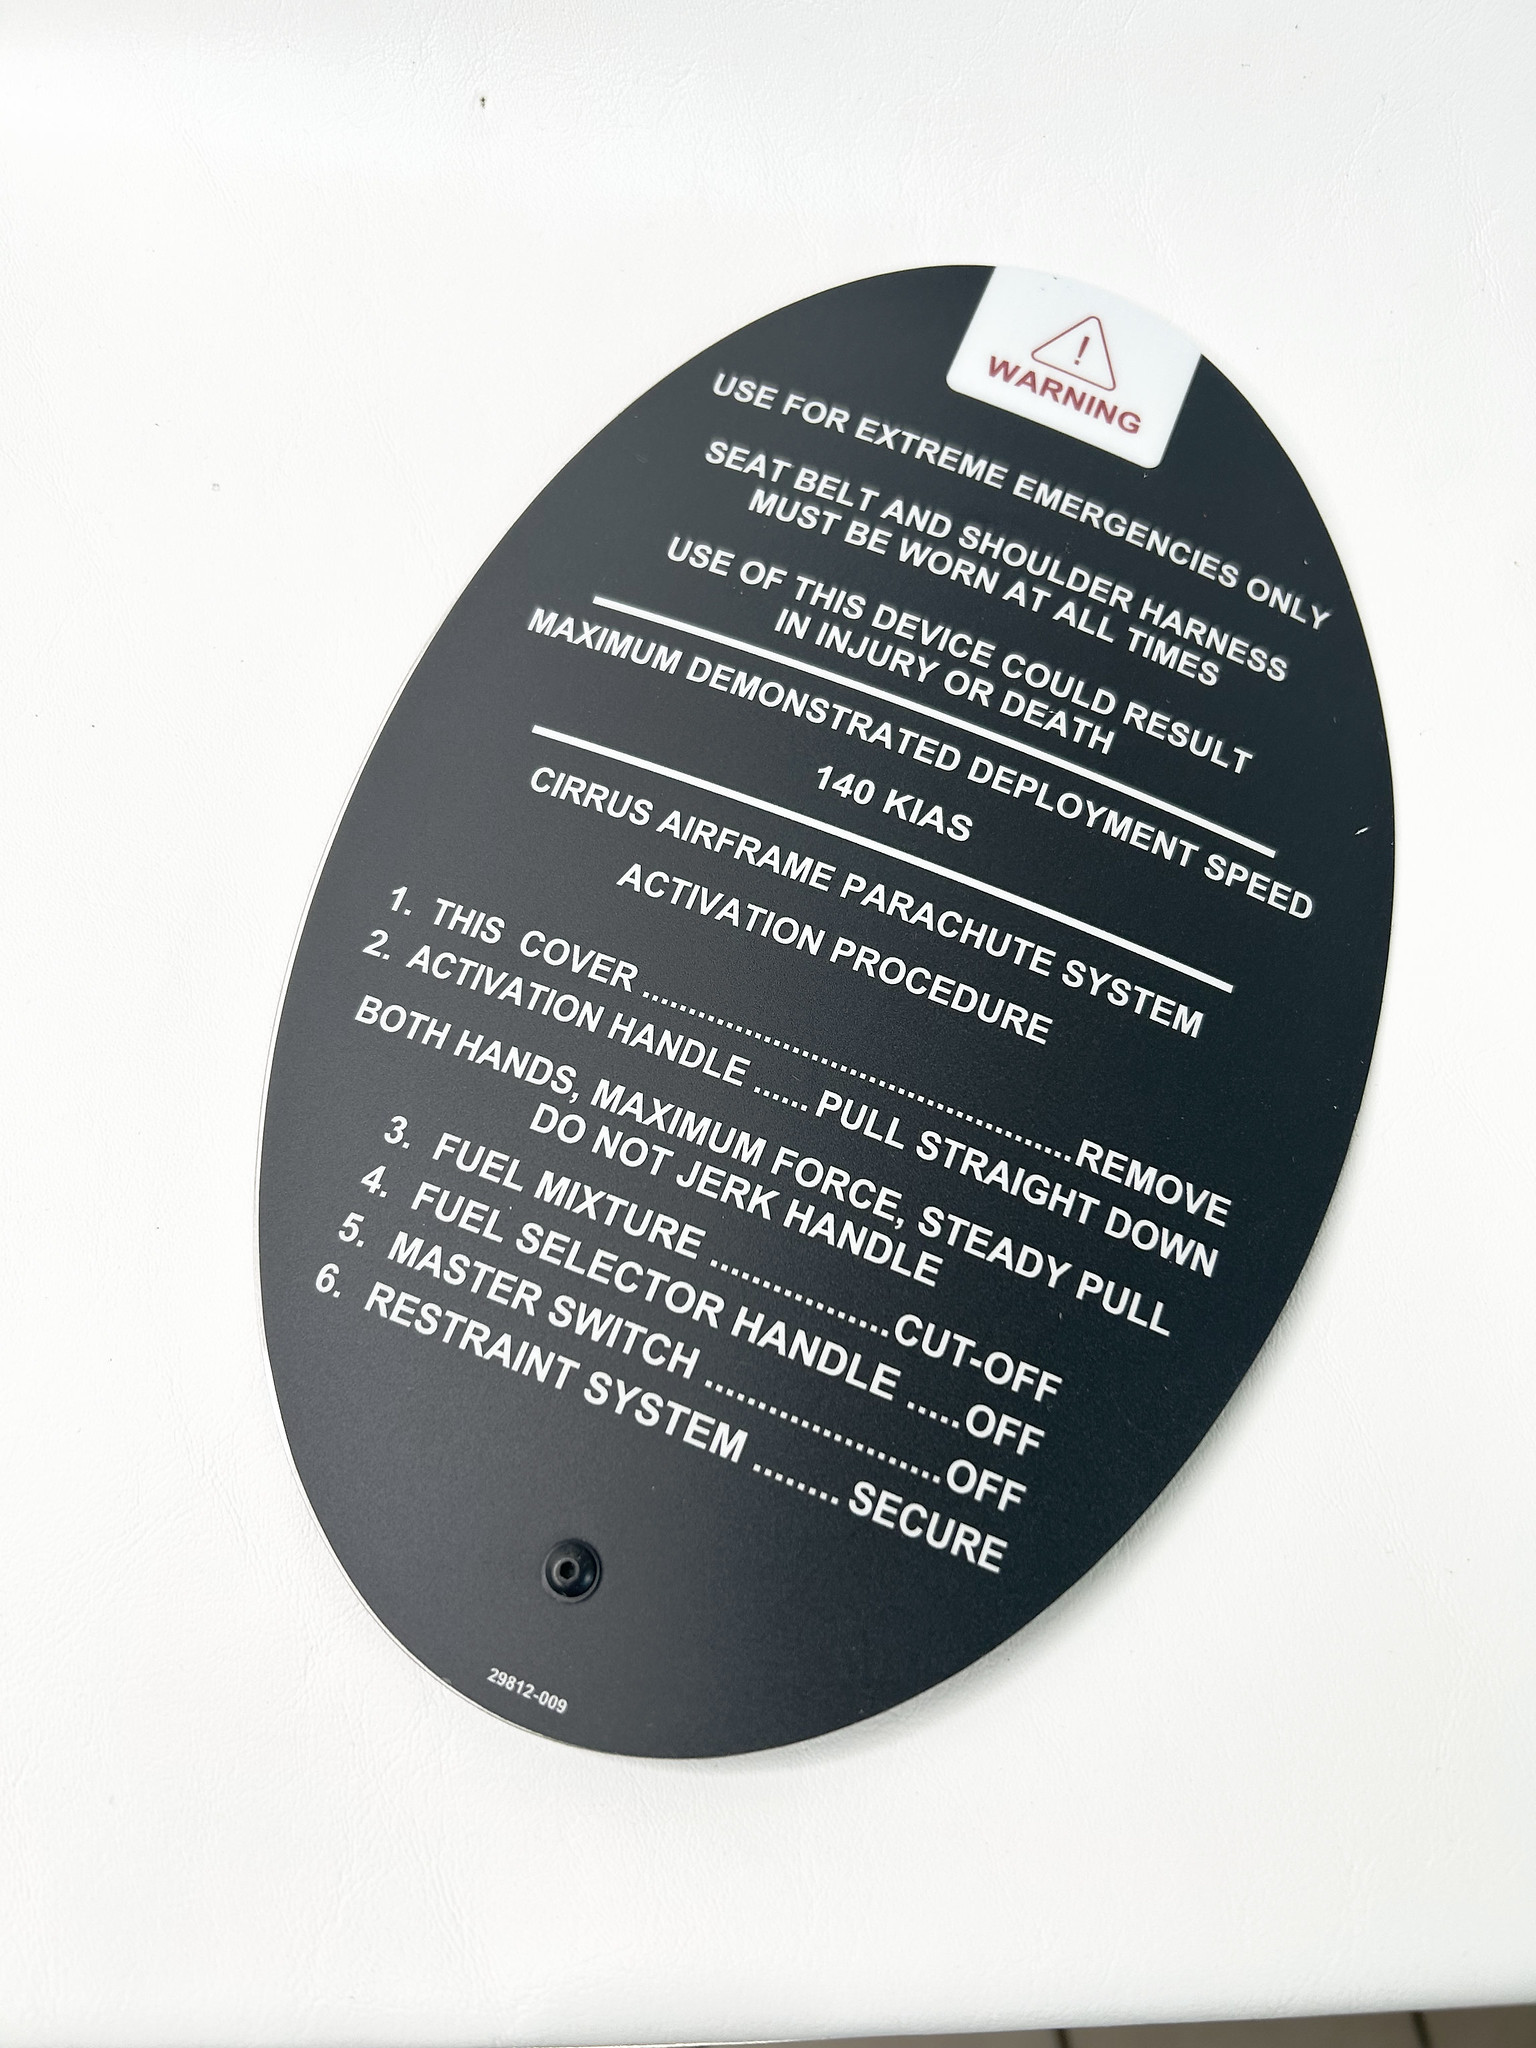 WARNING
USE FOR EXTREME EMERGENCIES ONLY
SEAT BELT AND SHOULDER HARNESS
MUST BE WORN AT ALL TIMES
USE OF THIS DEVICE COULD RESULT
IN INJURY OR DEATH
MAXIMUM DEMONSTRATED DEPLOYMENT SPEED
140 KIAS
CIRRUS AIRFRAME PARACHUTE SYSTEM
ACTIVATION PROCEDURE
1. THIS COVER ..................................................REMOVE
2. ACTIVATION HANDLE ...... PULL STRAIGHT DOWN
BOTH HANDS, MAXIMUM FORCE, STEADY PULL
DO NOT JERK HANDLE
3. FUEL MIXTURE ....................CUT-OFF
4. FUEL SELECTOR HANDLE .....OFF
5. MASTER SWITCH ..........................OFF
6. RESTRAINT SYSTEM ........ SECURE
29812-009